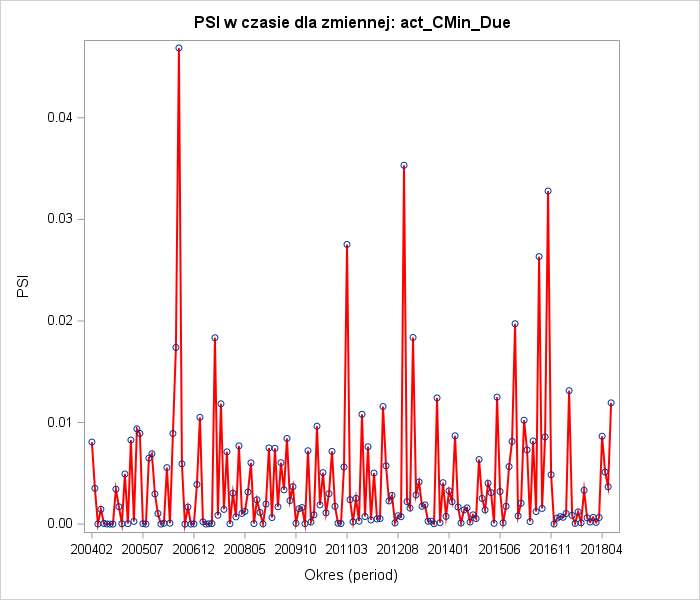 PSI w czasie dla zmiennej: act_CMin_Due
0.04
0.03
0.02
0.01
0.00
PSI
200402 200507 200612 200805 200910 201103 201208 201401 201506 201611 201804
Okres (period)